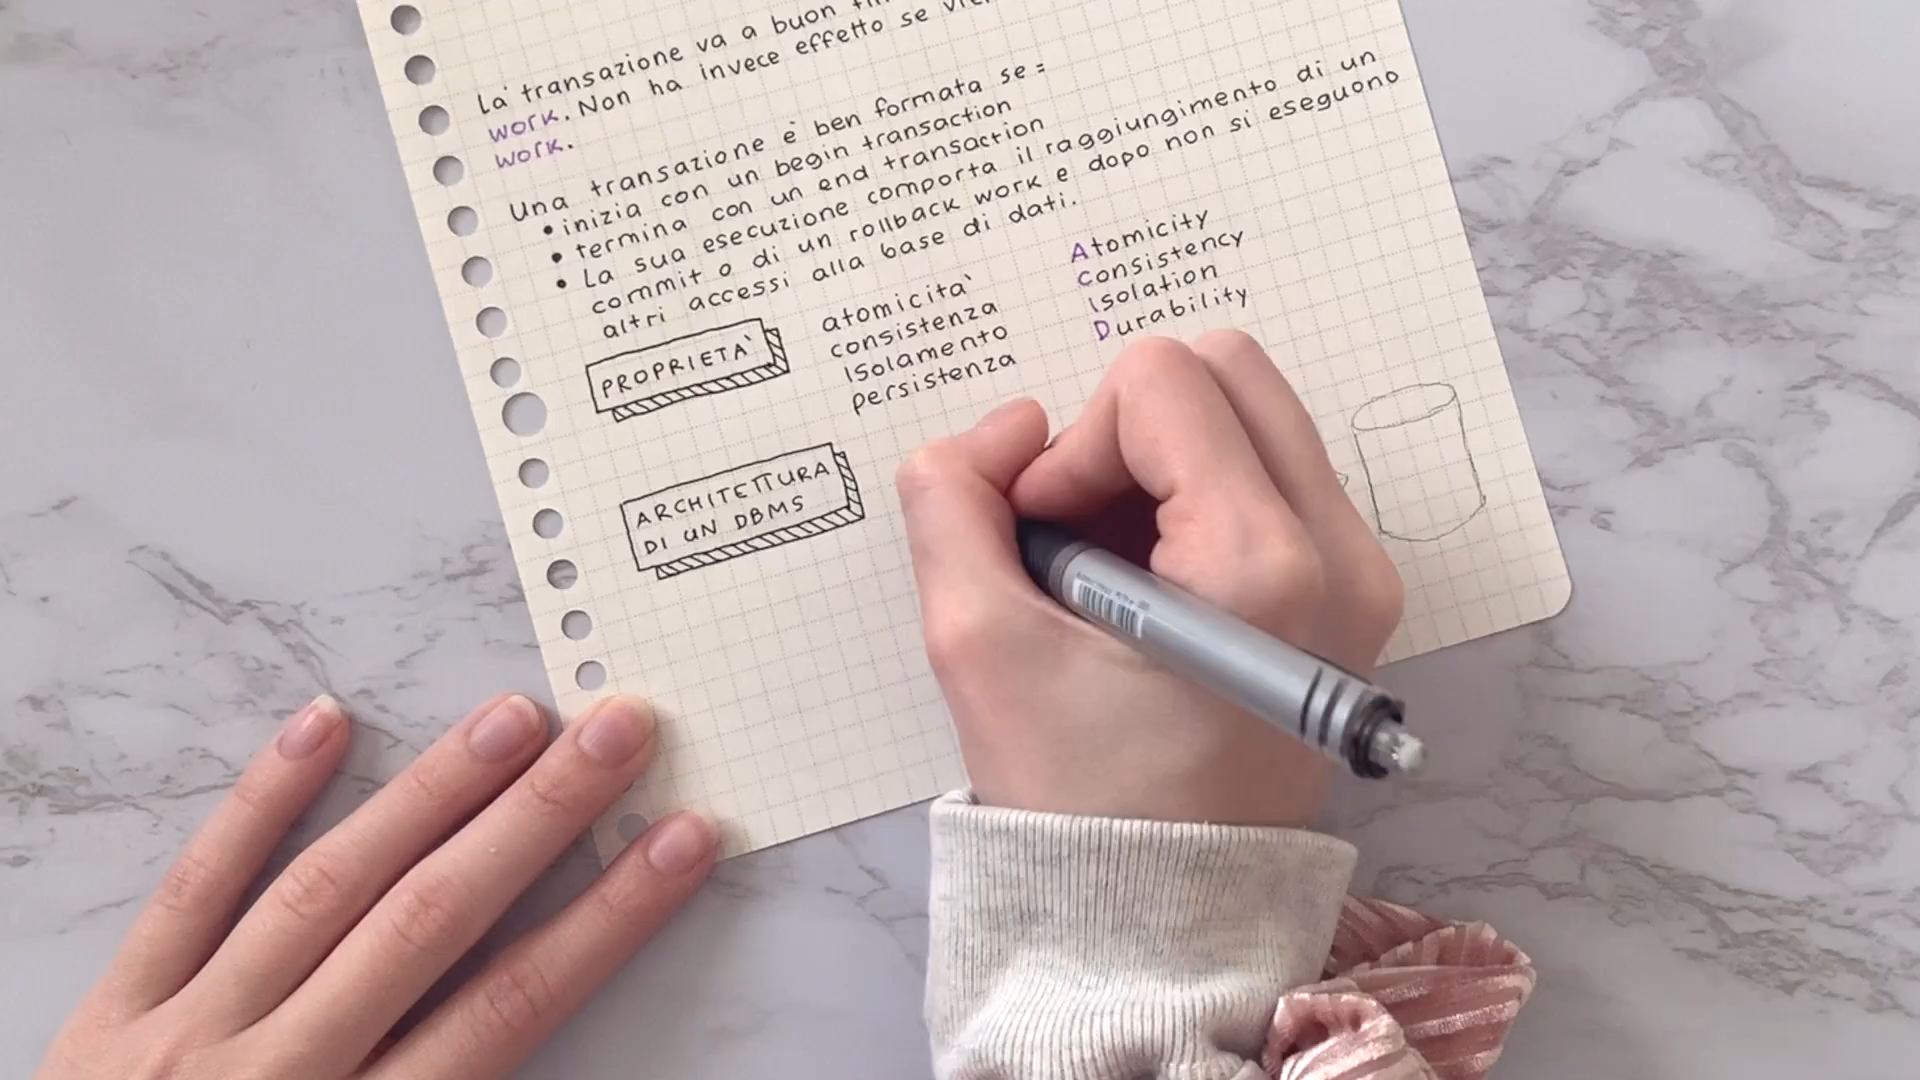 La transazione va a buon
work. Non ha invece effetto se
work.
Una transazione è ben formata se =
• inizia con un begin transaction
• termina con un end transaction
• La sua esecuzione comporta il raggiungimento di un
commit o di un rollback work e dopo non si eseguono
altri accessi alla base di dati.
PROPRIETA'
atomicita'
consistenza
Isolamento
persistenza
Atomicity
consistency
Isolation
Durability
ARCHITETTURA
DI UN DBMS